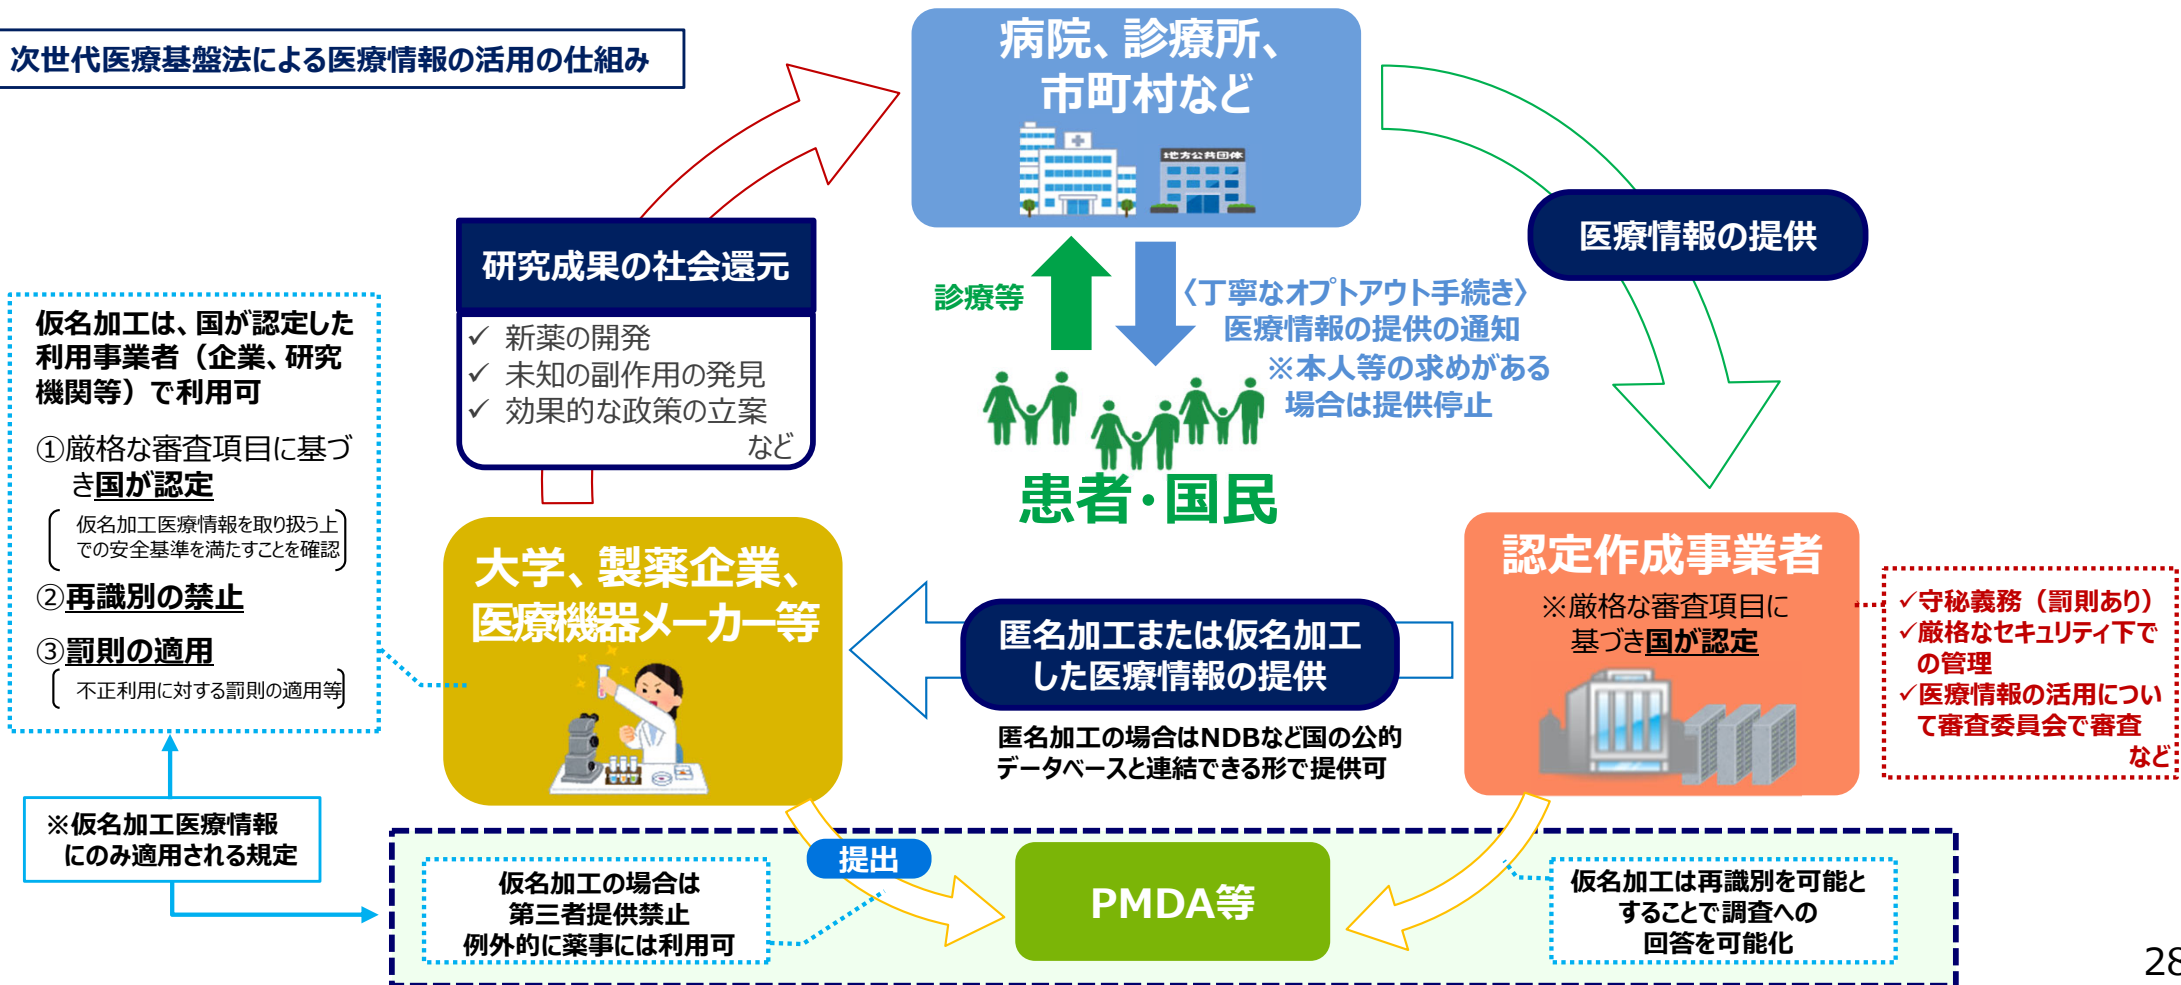 次世代医療基盤法による医療情報の活用の仕組み
病院、診療所、
市町村など
地方公共団体
医療情報の提供
研究成果の社会還元
✓ 新薬の開発
✓ 未知の副作用の発見
✓ 効果的な政策の立案
など
診療等
〈丁寧なオプトアウト手続き〉
医療情報の提供の通知
※本人等の求めがある
場合は提供停止
患者・国民
仮名加工は、国が認定した
利用事業者（企業、研究
機関等）で利用可
①厳格な審査項目に基づ
き国が認定
仮名加工医療情報を取り扱う上
での安全基準を満たすことを確認
②再識別の禁止
③罰則の適用
不正利用に対する罰則の適用等
大学、製薬企業、
医療機器メーカー等
匿名加工または仮名加工
した医療情報の提供
匿名加工の場合はNDBなど国の公的
データベースと連結できる形で提供可
認定作成事業者
※厳格な審査項目に
基づき国が認定
✓守秘義務（罰則あり）
✓厳格なセキュリティ下で
の管理
✓医療情報の活用につい
て審査委員会で審査
など
※仮名加工医療情報
にのみ適用される規定
提出
仮名加工の場合は
第三者提供禁止
例外的に薬事には利用可
PMDA等
仮名加工は再識別を可能と
することで調査への
回答を可能化
28